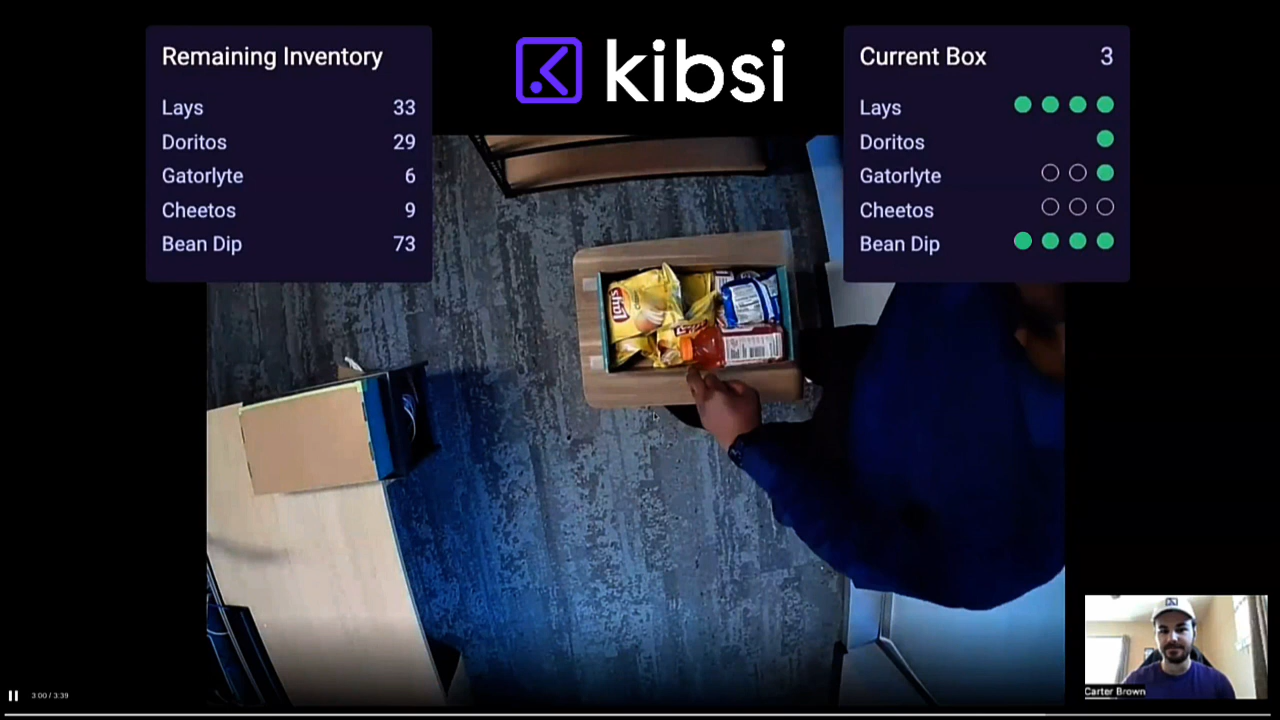 Remaining Inventory
Lays 33
Doritos 29
Gatorlyte 6
Cheetos 9
Bean Dip 73
kibsi
Current Box 3
Lays
Doritos
Gatorlyte
Cheetos
Bean Dip
Lay's
3:00 / 3:39
Carter Brown